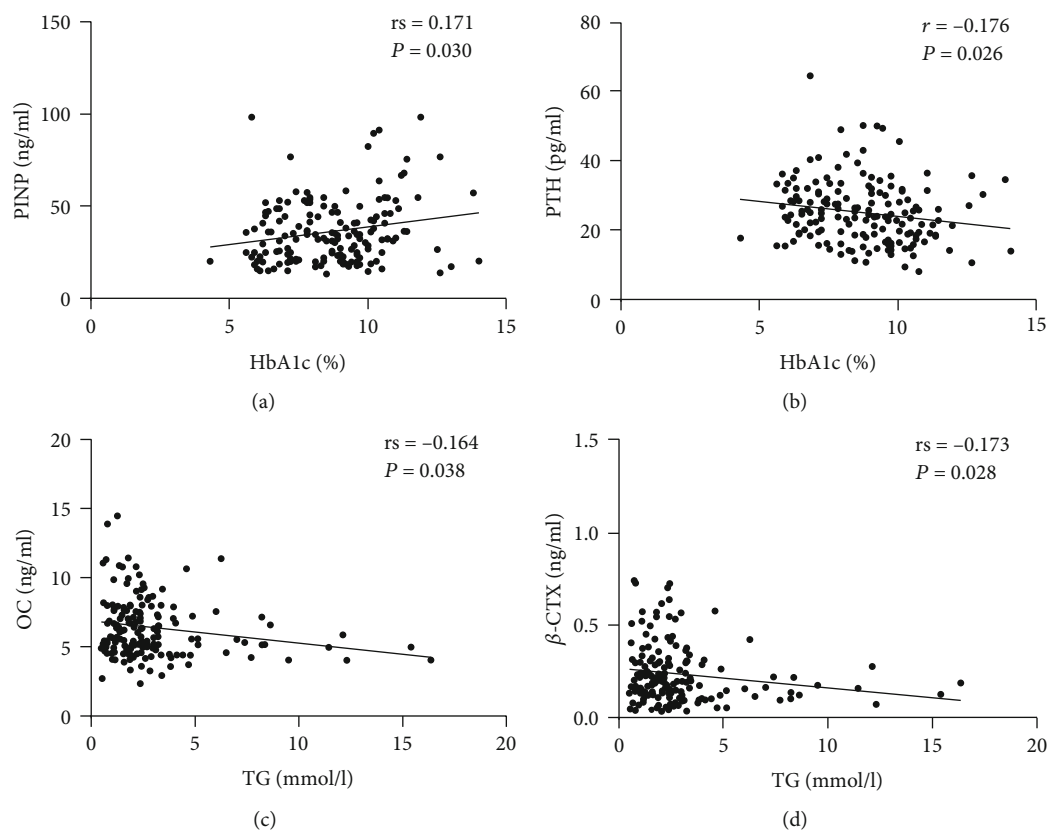 rs = 0.171
P = 0.030
150
100
50
0
PINP (ng/ml)
0 5 10 15
HbA1c (%)
(a)
r = –0.176
P = 0.026
80
60
40
20
0
PTH (pg/ml)
0 5 10 15
HbA1c (%)
(b)
rs = –0.164
P = 0.038
20
15
10
5
0
OC (ng/ml)
0 5 10 15 20
TG (mmol/l)
(c)
rs = –0.173
P = 0.028
1.5
1.0
0.5
0.0
β-CTX (ng/ml)
0 5 10 15 20
TG (mmol/l)
(d)